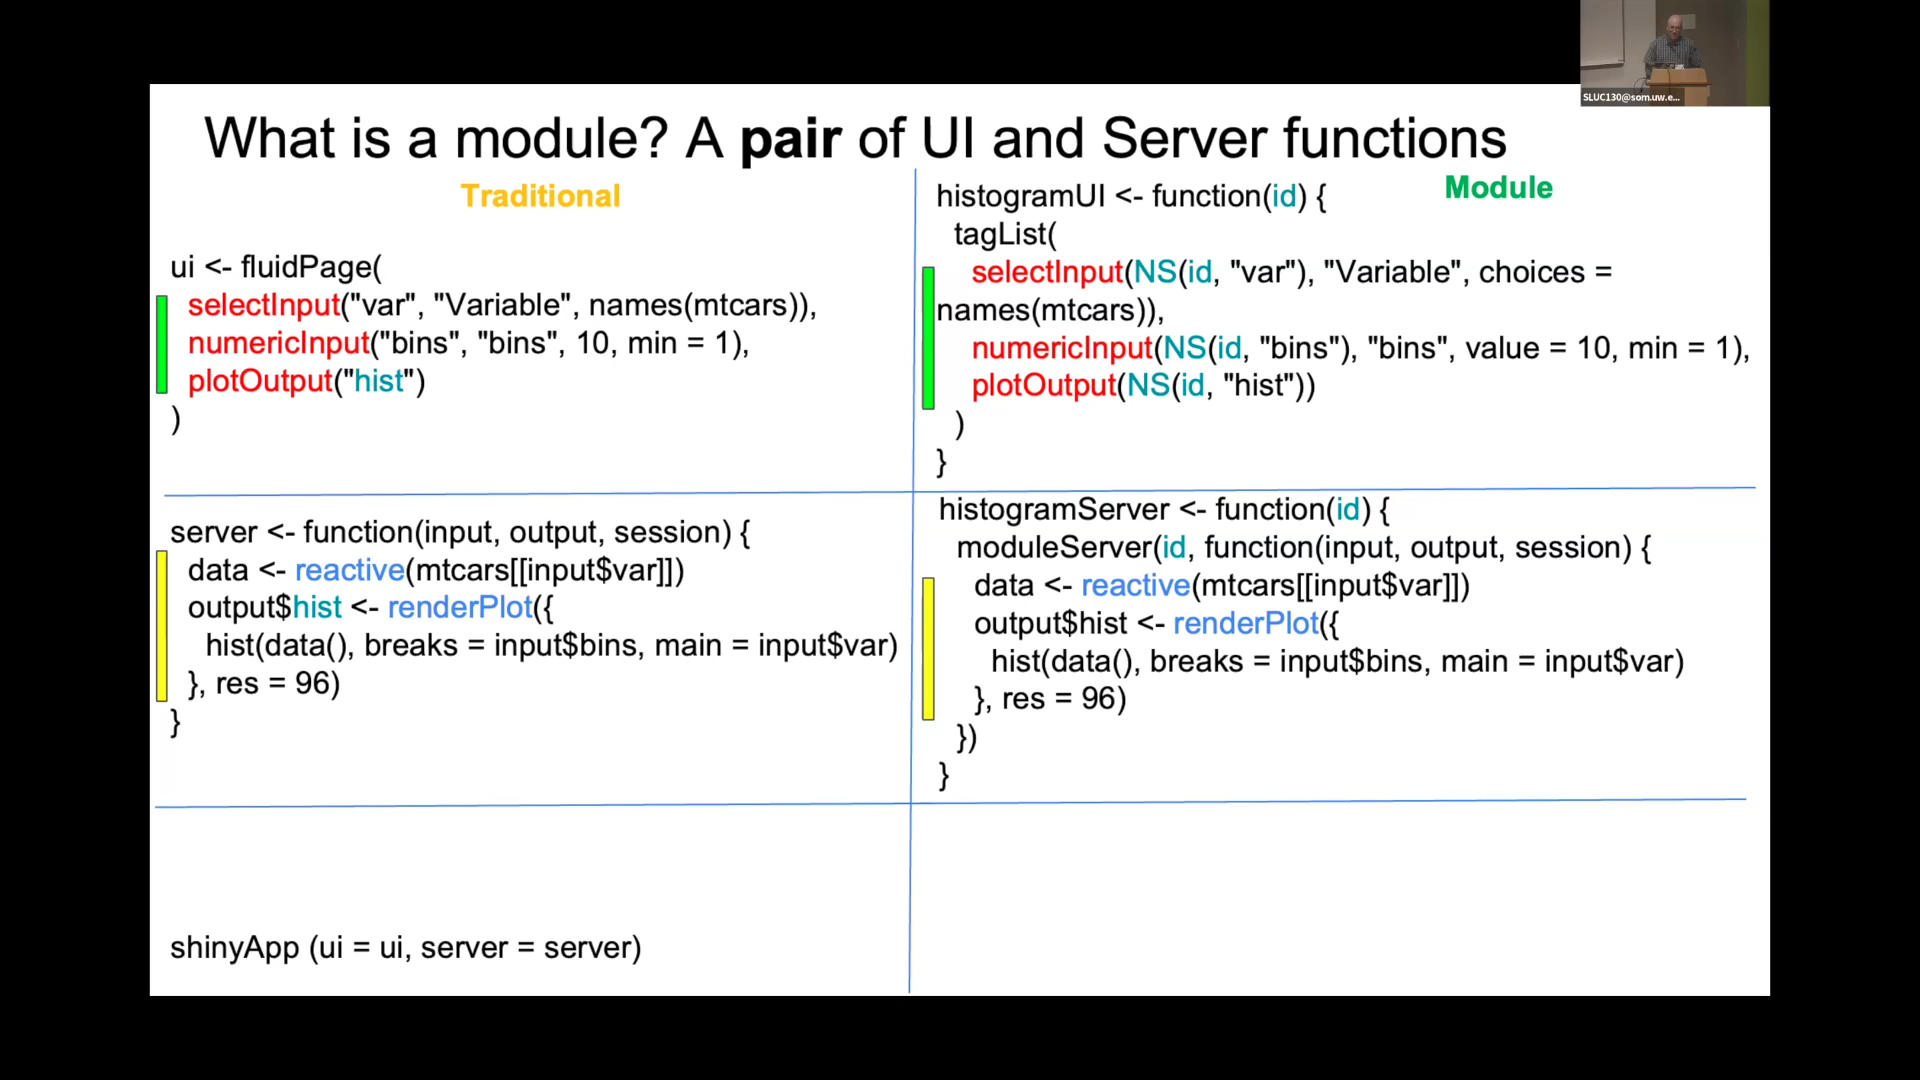 SLUC130@som.uw.e...
What is a module? A pair of UI and Server functions
Traditional
ui <- fluidPage(
selectInput("var", "Variable", names(mtcars)),
numericInput("bins", "bins", 10, min = 1),
plotOutput("hist")
)
Module
histogramUI <- function(id) {
tagList(
selectInput(NS(id, "var"), "Variable", choices =
names(mtcars)),
numericInput(NS(id, "bins"), "bins", value = 10, min = 1),
plotOutput(NS(id, "hist"))
)
}
server <- function(input, output, session) {
data <- reactive(mtcars[[input$var]])
output$hist <- renderPlot({
hist(data(), breaks = input$bins, main = input$var)
}, res = 96)
}
histogramServer <- function(id) {
moduleServer(id, function(input, output, session) {
data <- reactive(mtcars[[input$var]])
output$hist <- renderPlot({
hist(data(), breaks = input$bins, main = input$var)
}, res = 96)
})
}
shinyApp (ui = ui, server = server)